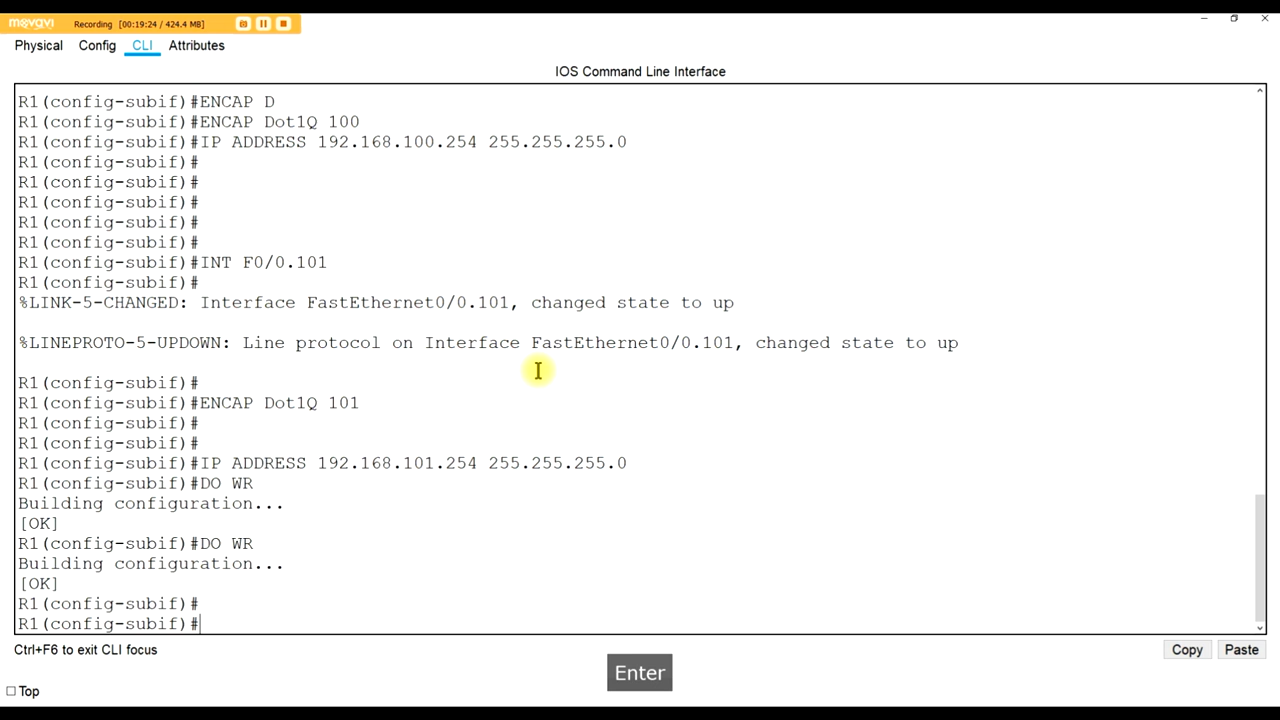 movavi Recording [00:19:24 / 424.4 MB]
Physical Config CLI Attributes
IOS Command Line Interface
R1(config-subif)#ENCAP D
R1(config-subif)#ENCAP Dot1Q 100
R1(config-subif)#IP ADDRESS 192.168.100.254 255.255.255.0
R1(config-subif)#
R1(config-subif)#
R1(config-subif)#
R1(config-subif)#
R1(config-subif)#
R1(config-subif)#INT F0/0.101
R1(config-subif)#
%LINK-5-CHANGED: Interface FastEthernet0/0.101, changed state to up
%LINEPROTO-5-UPDOWN: Line protocol on Interface FastEthernet0/0.101, changed state to up
R1(config-subif)#
R1(config-subif)#ENCAP Dot1Q 101
R1(config-subif)#
R1(config-subif)#
R1(config-subif)#IP ADDRESS 192.168.101.254 255.255.255.0
R1(config-subif)#DO WR
Building configuration...
[OK]
R1(config-subif)#DO WR
Building configuration...
[OK]
R1(config-subif)#
R1(config-subif)#
Ctrl+F6 to exit CLI focus
Copy Paste
Enter
Top